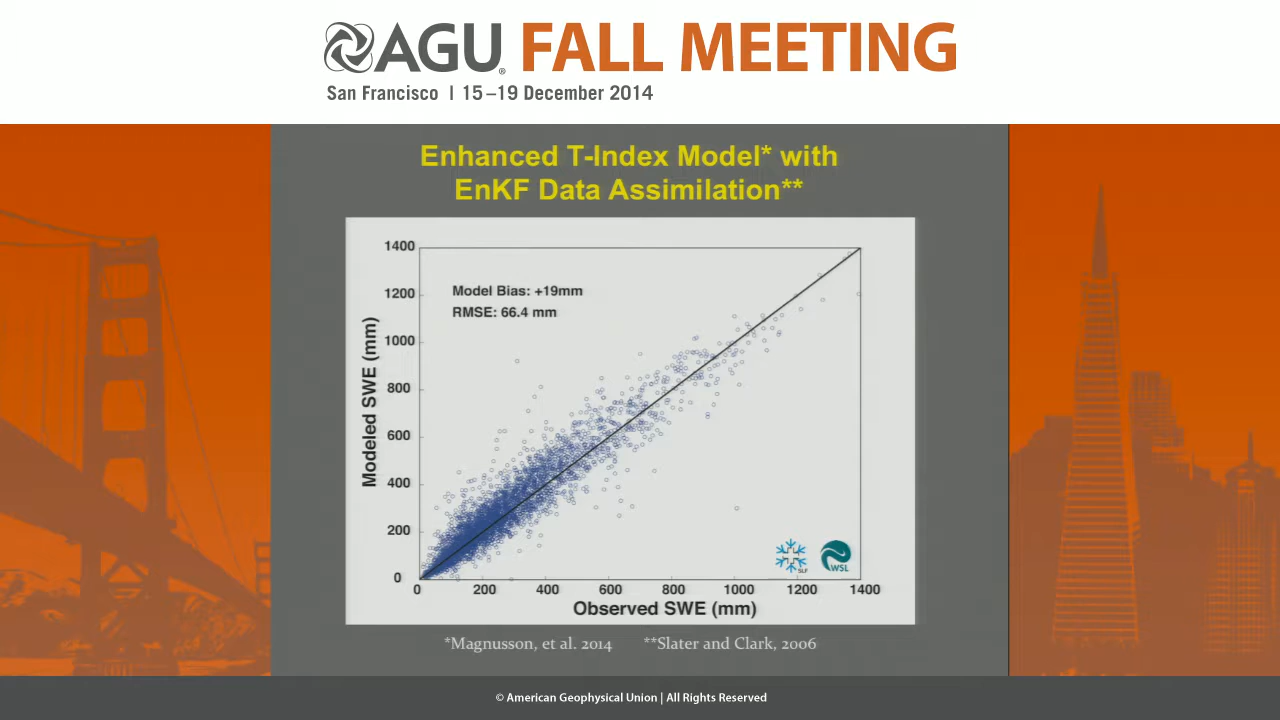 AGU FALL MEETING
San Francisco | 15–19 December 2014
Enhanced T-Index Model* with
EnKF Data Assimilation**
1400
1200
1000
800
600
400
200
0
Modeled SWE (mm)
Model Bias: +19mm
RMSE: 66.4 mm
SLF
WSL
0 200 400 600 800 1000 1200 1400
Observed SWE (mm)
*Magnusson, et al. 2014 **Slater and Clark, 2006
© American Geophysical Union | All Rights Reserved